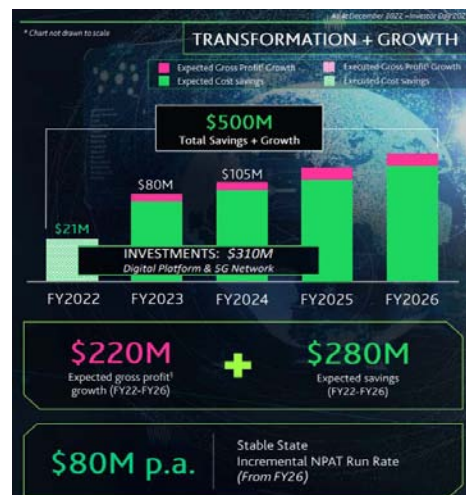 As at December 2022 – Investor Day
* Chart not drawn to scale
TRANSFORMATION + GROWTH
Expected Gross Profit¹ Growth
Executed Gross Profit¹ Growth
Expected Cost savings
Executed Cost savings
$500M
Total Savings + Growth
$21M
$80M
$105M
INVESTMENTS: $310M
Digital Platform & 5G Network
FY2022 FY2023 FY2024 FY2025 FY2026
$220M
Expected gross profit¹
growth (FY22-FY26)
+
$280M
Expected savings
(FY22-FY26)
$80M p.a.
Stable State
Incremental NPAT Run Rate
(From FY26)